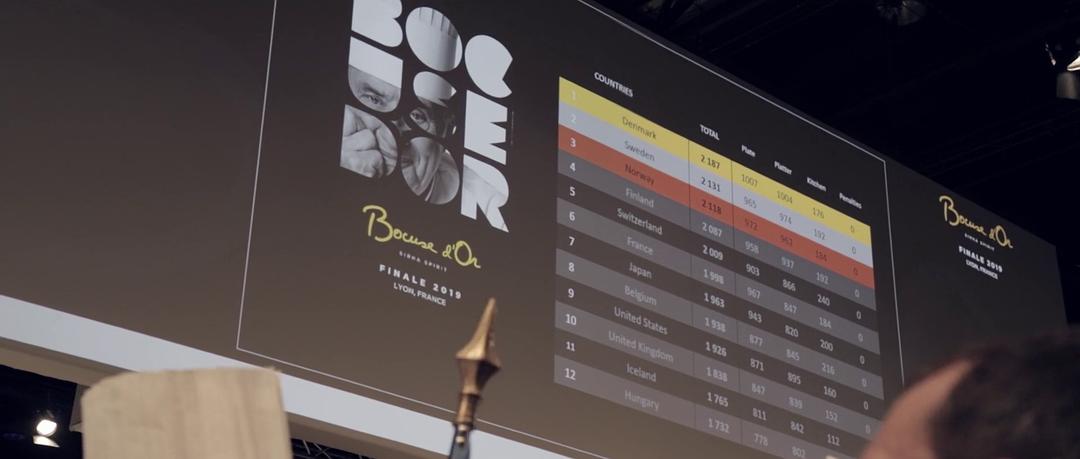 BOC
U
S
E
D'OR
Bocuse d'Or
SIRHA SPIRIT
FINALE 2019
LYON, FRANCE
COUNTRIES TOTAL Plate Platter Kitchen Penalties
1 Denmark 2 187 1007 1004 176 0
2 Sweden 2 131 965 974 192 0
3 Norway 2 118 972 962 184 0
4 Finland 2 087 958 937 192 0
5 Switzerland 2 009 903 866 240 0
6 France 1 998 967 847 184 0
7 Japan 1 963 943 820 200 0
8 Belgium 1 938 877 845 216 0
9 United States 1 926 871 895 160 0
10 United Kingdom 1 838 847 839 152
11 Iceland 1 765 811 842 112
12 Hungary 1 732 778 802
Bocuse d'Or
SIRHA SPIRIT
FINALE 2019
LYON, FRANCE